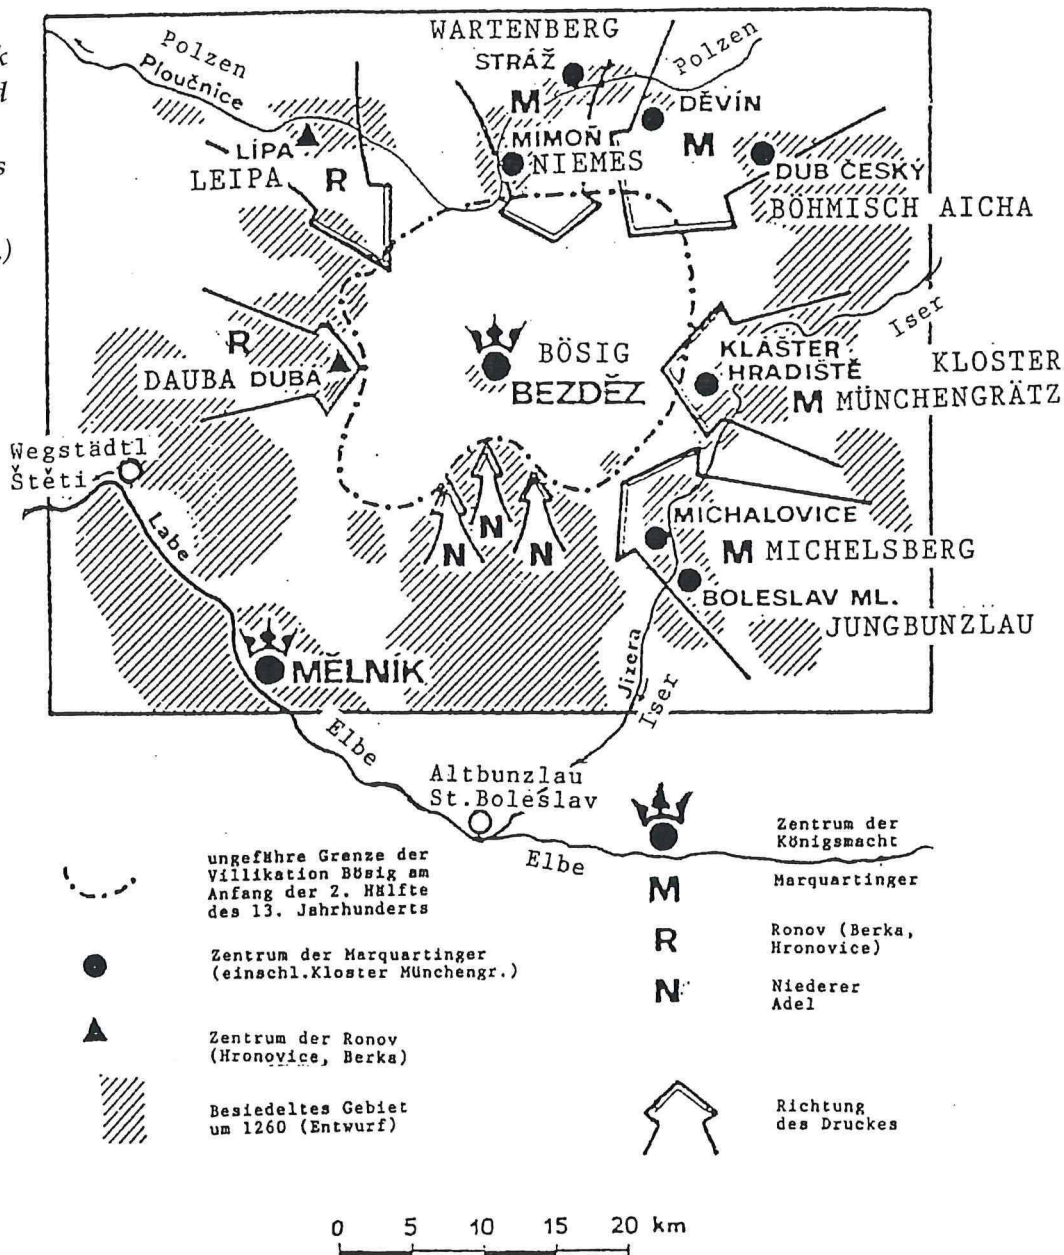 k
d
s
.)
WARTENBERG
STRÁŽ
M
Polzen
Ploučnice
Polzen
DĚVÍN
M
MIMOŇ
NIEMES
LÍPA
LEIPA
R
DUB ČESKÝ
BÖHMISCH AICHA
Iser
R
DAUBA DUBA
BÖSIG
BEZDĚZ
KLÁŠTER
HRADIŠTĚ
KLOSTER
M MÜNCHENGRÄTZ
Wegstädtl
Štěti
Labe
N
N
N
MICHALOVICE
M MICHELSBERG
BOLESLAV ML.
JUNGBUNZLAU
MĚLNÍK
Jizera
Iser
Elbe
Altbunzlau
St.Boleslav
Elbe
ungefähre Grenze der
Villikation Bösig am
Anfang der 2. Hälfte
des 13. Jahrhunderts
Zentrum der Marquartinger
(einschl.Kloster Münchengr.)
Zentrum der Ronov
(Hronovice, Berka)
Besiedeltes Gebiet
um 1260 (Entwurf)
Zentrum der
Königsmacht
M
Marquartinger
R
Ronov (Berka,
Hronovice)
N
Niederer
Adel
Richtung
des Druckes
0 5 10 15 20 km